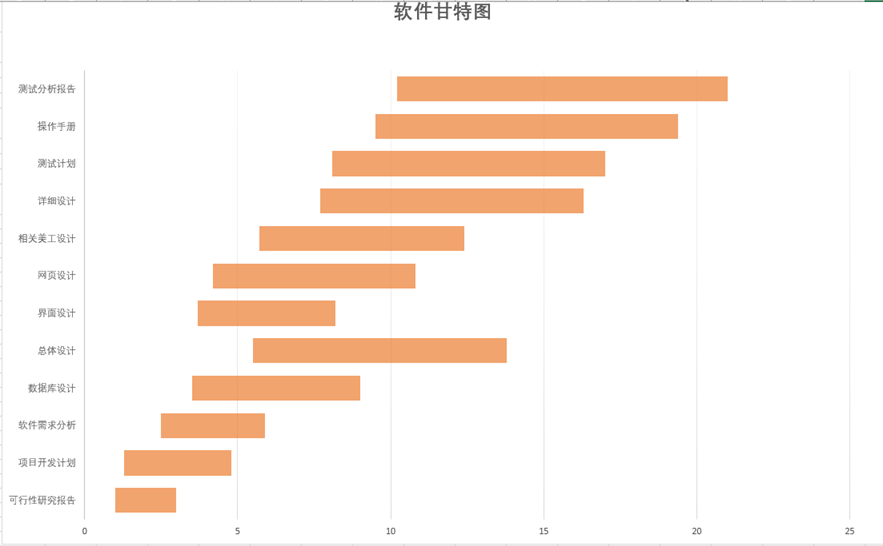 软件甘特图
测试分析报告
操作手册
测试计划
详细设计
相关美工设计
网页设计
界面设计
总体设计
数据库设计
软件需求分析
项目开发计划
可行性研究报告
0 5 10 15 20 25